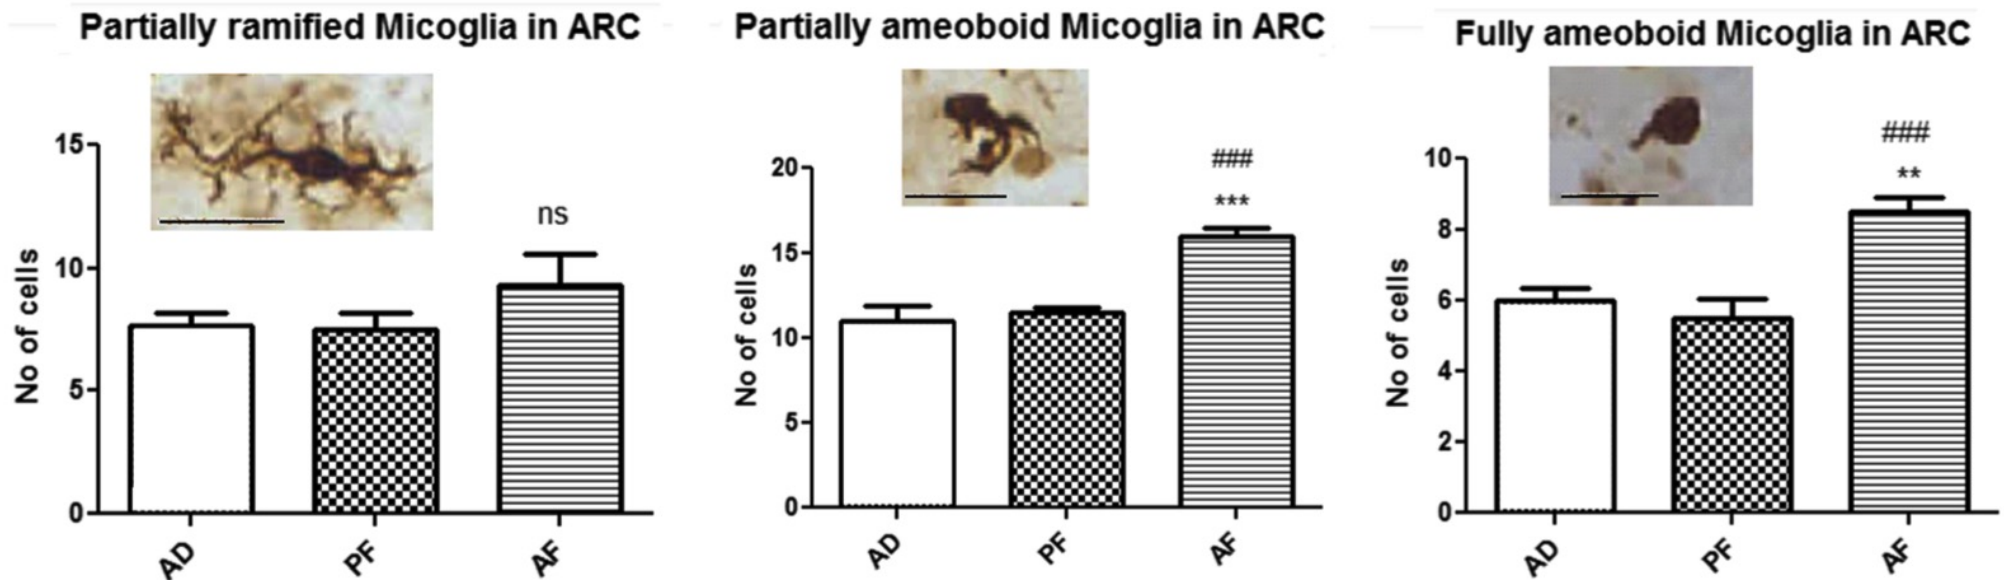 Partially ramified Micoglia in ARC
No of cells
15
10
5
0
ns
AD
PF
AF
Partially ameoboid Micoglia in ARC
No of cells
20
15
10
5
0
###
***
AD
PF
AF
Fully ameoboid Micoglia in ARC
No of cells
10
8
6
4
2
0
###
**
AD
PF
AF